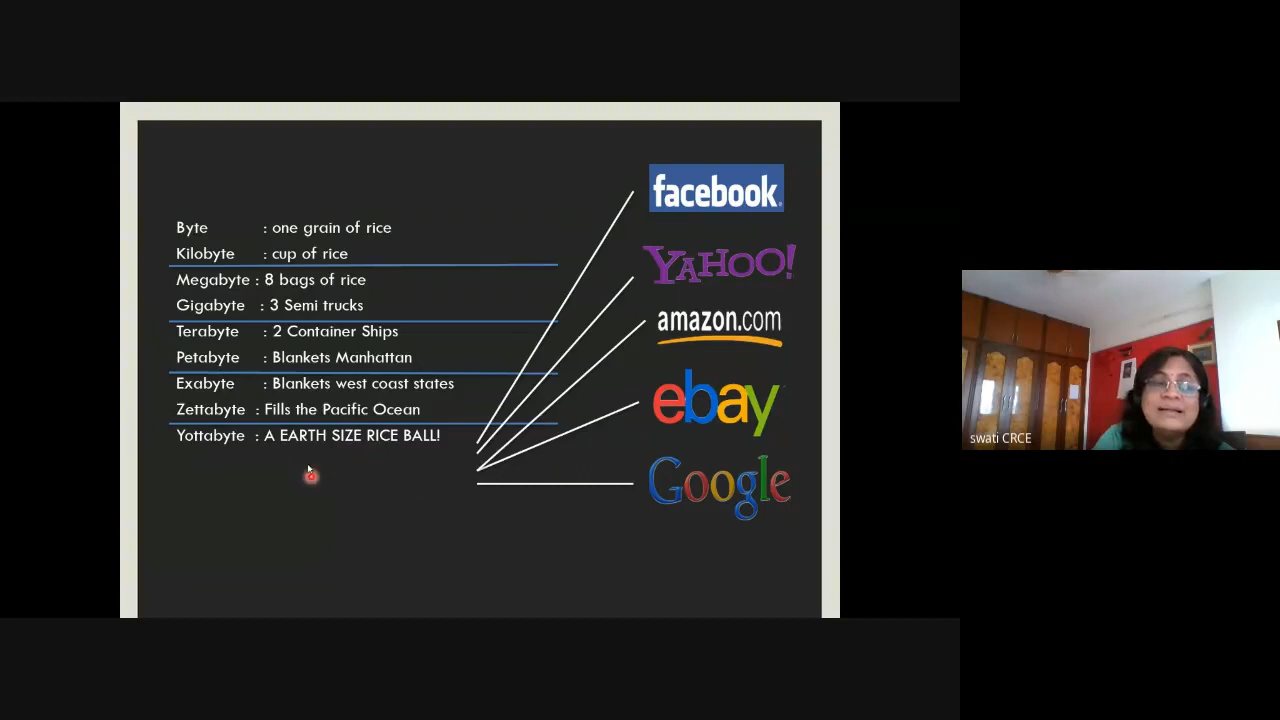 Byte : one grain of rice
Kilobyte : cup of rice
Megabyte : 8 bags of rice
Gigabyte : 3 Semi trucks
Terabyte : 2 Container Ships
Petabyte : Blankets Manhattan
Exabyte : Blankets west coast states
Zettabyte : Fills the Pacific Ocean
Yottabyte : A EARTH SIZE RICE BALL!
facebook.
YAHOO!
amazon.com
ebay
Google
swati CRCE